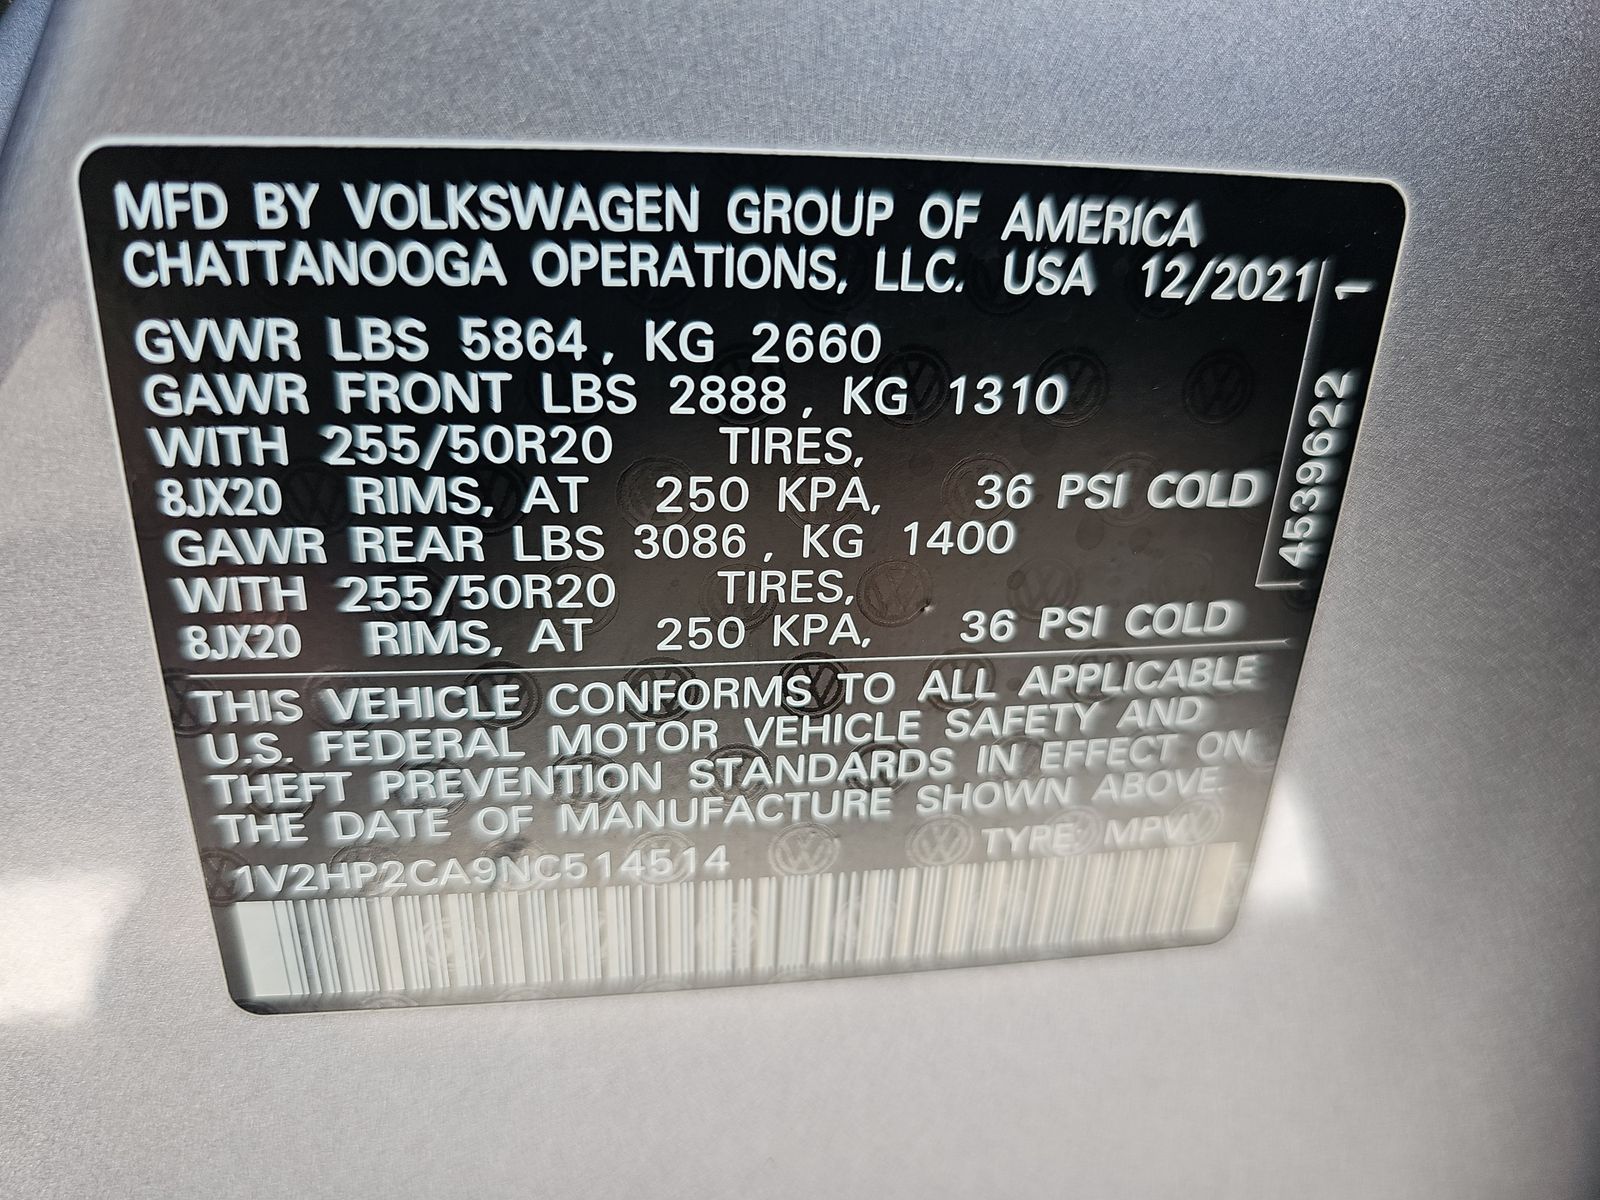 MFD BY VOLKSWAGEN GROUP OF AMERICA
CHATTANOOGA OPERATIONS, LLC. USA 12/2021
GVWR LBS 5864, KG 2660
GAWR FRONT LBS 2888, KG 1310
WITH 255/50R20 TIRES,
8JX20 RIMS, AT 250 KPA, 36 PSI COLD
GAWR REAR LBS 3086, KG 1400
WITH 255/50R20 TIRES,
8JX20 RIMS, AT 250 KPA, 36 PSI COLD
THIS VEHICLE CONFORMS TO ALL APPLICABLE
U.S. FEDERAL MOTOR VEHICLE SAFETY AND
THEFT PREVENTION STANDARDS IN EFFECT ON
THE DATE OF MANUFACTURE SHOWN ABOVE.
TYPE: MPV
1V2HP2CA9NC514514
4539622 1